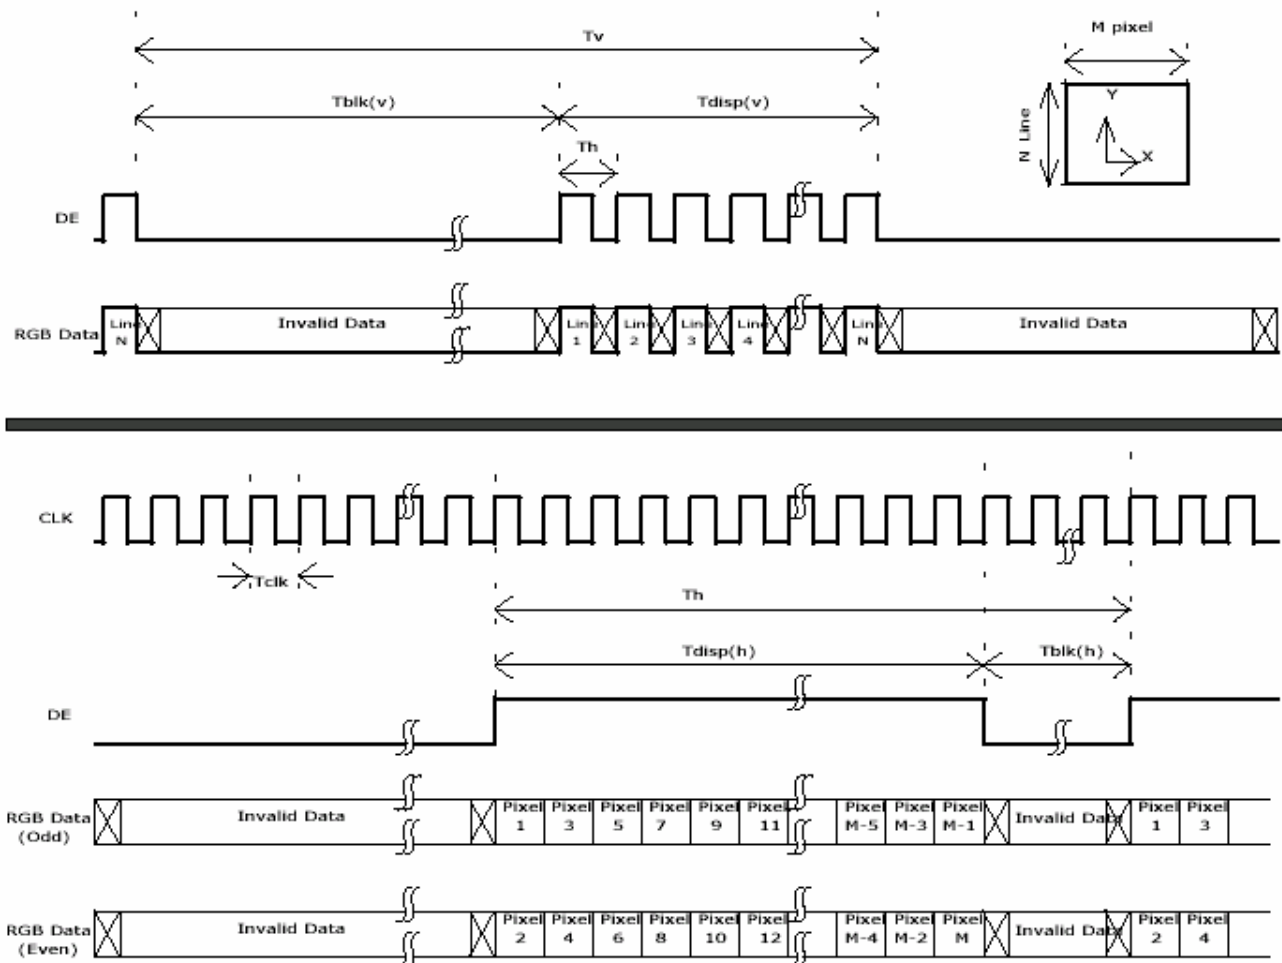 Tv
M pixel
Tblk(v) Tdisp(v)
Y
N Line
Th
X
DE
RGB Data Line N Invalid Data Line 1 Line 2 Line 3 Line 4 Line N Invalid Data
CLK
Tclk
Th
Tdisp(h) Tblk(h)
DE
RGB Data (Odd) Invalid Data Pixel 1 Pixel 3 Pixel 5 Pixel 7 Pixel 9 Pixel 11 Pixel M-5 Pixel M-3 Pixel M-1 Invalid Data Pixel 1 Pixel 3
RGB Data (Even) Invalid Data Pixel 2 Pixel 4 Pixel 6 Pixel 8 Pixel 10 Pixel 12 Pixel M-4 Pixel M-2 Pixel M Invalid Data Pixel 2 Pixel 4